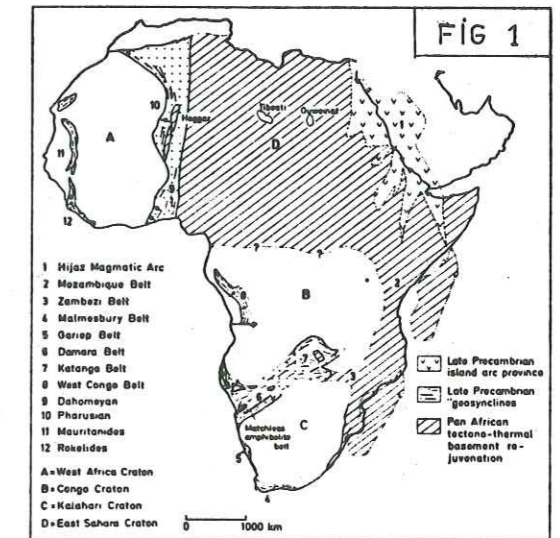 FIG 1
Tibesti
Oweinat
Hoggar
10
A
D
1
11
9
12
1 Hijaz Magmatic Arc
2 Mozambique Belt
3 Zambezi Belt
4 Malmesbury Belt
5 Gariep Belt
6 Damara Belt
7 Katanga Belt
8 West Congo Belt
9 Dahomeyan
10 Pharusian
11 Mauritanides
12 Rokelides
A = West Africa Craton
B = Congo Craton
C = Kalahari Craton
D = East Sahara Craton
? ?
2
8
B
7
3
6
Matchless
amphibolite
belt
C
5
4
0 1000 km
Late Precambrian
island arc province
Late Precambrian
"geosynclines
Pan African
tectono-thermal
basement re-
juvenation